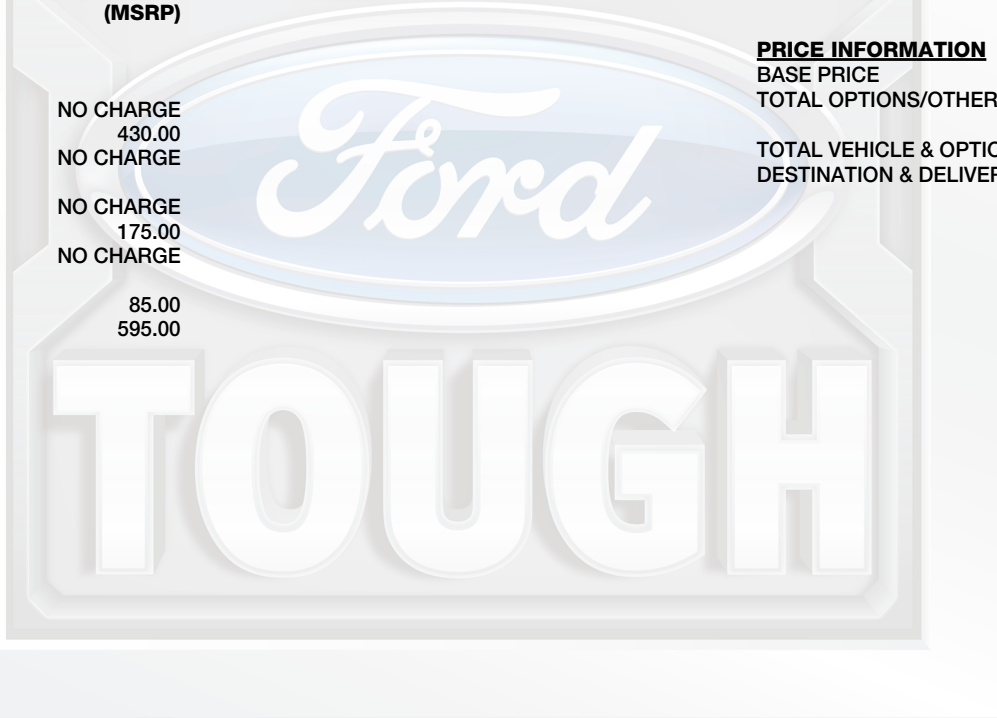 (MSRP)
NO CHARGE
430.00
NO CHARGE
NO CHARGE
175.00
NO CHARGE
85.00
595.00
PRICE INFORMATION
BASE PRICE
TOTAL OPTIONS/OTHER
TOTAL VEHICLE & OPTIO
DESTINATION & DELIVER
Ford
TOUGH